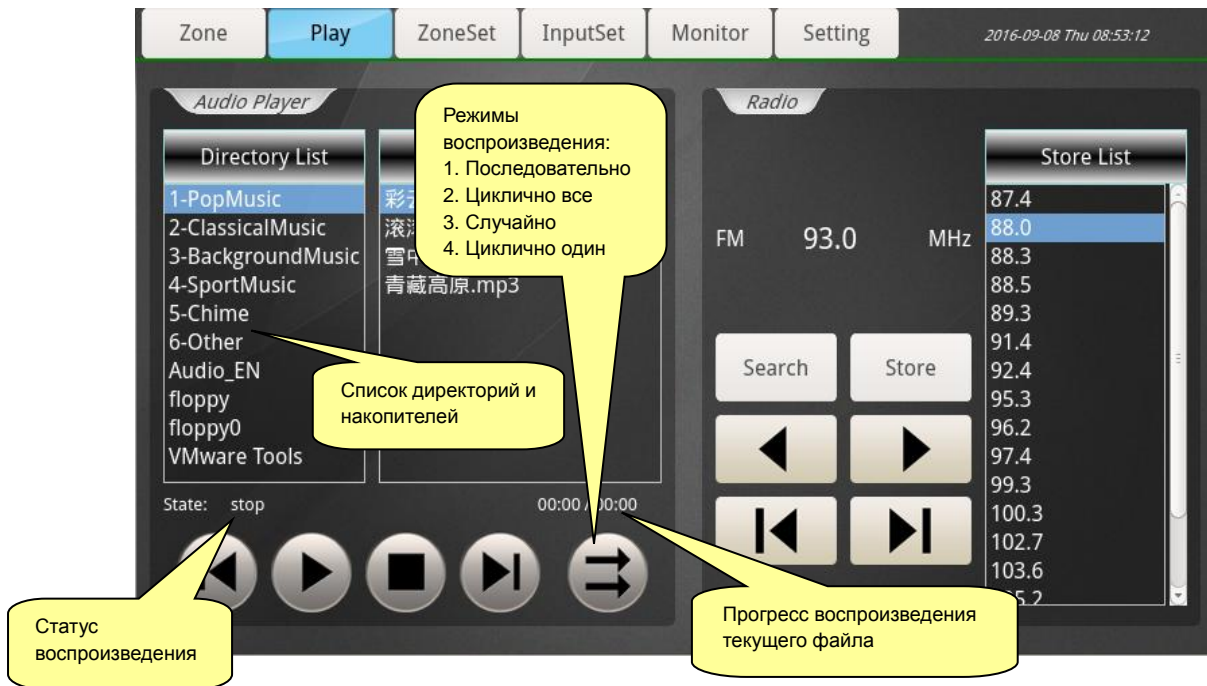 Zone Play ZoneSet InputSet Monitor Setting 2016-09-08 Thu 08:53:12
Audio Player
Directory List
1-PopMusic
2-ClassicalMusic
3-BackgroundMusic
4-SportMusic
5-Chime
6-Other
Audio_EN
floppy
floppy0
VMware Tools
青藏高原.mp3
Режимы
воспроизведения:
1. Последовательно
2. Циклично все
3. Случайно
4. Циклично один
Список директорий и
накопителей
State: stop
00:00 / 00:00
Статус
воспроизведения
Прогресс воспроизведения
текущего файла
Radio
FM 93.0 MHz
Search Store
Store List
87.4
88.0
88.3
88.5
89.3
91.4
92.4
95.3
96.2
97.4
99.3
100.3
102.7
103.6